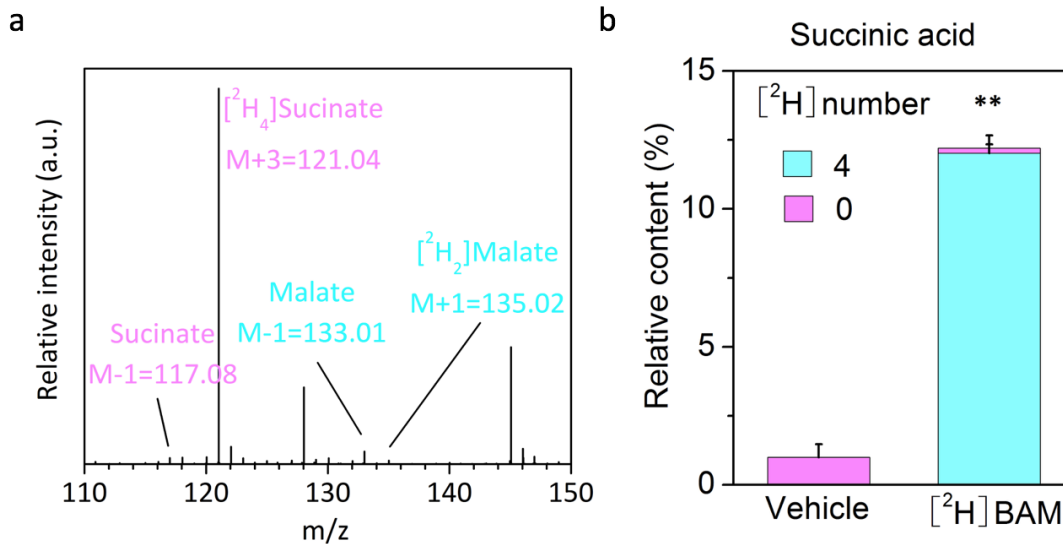 a
Relative intensity (a.u.)
[²H₄]Sucinate
M+3=121.04
[²H₂]Malate
M+1=135.02
Malate
M-1=133.01
Sucinate
M-1=117.08
110 120 130 140 150
m/z
b
Succinic acid
Relative content (%)
15
10
5
0
[²H] number
4
0
**
Vehicle [²H] BAM